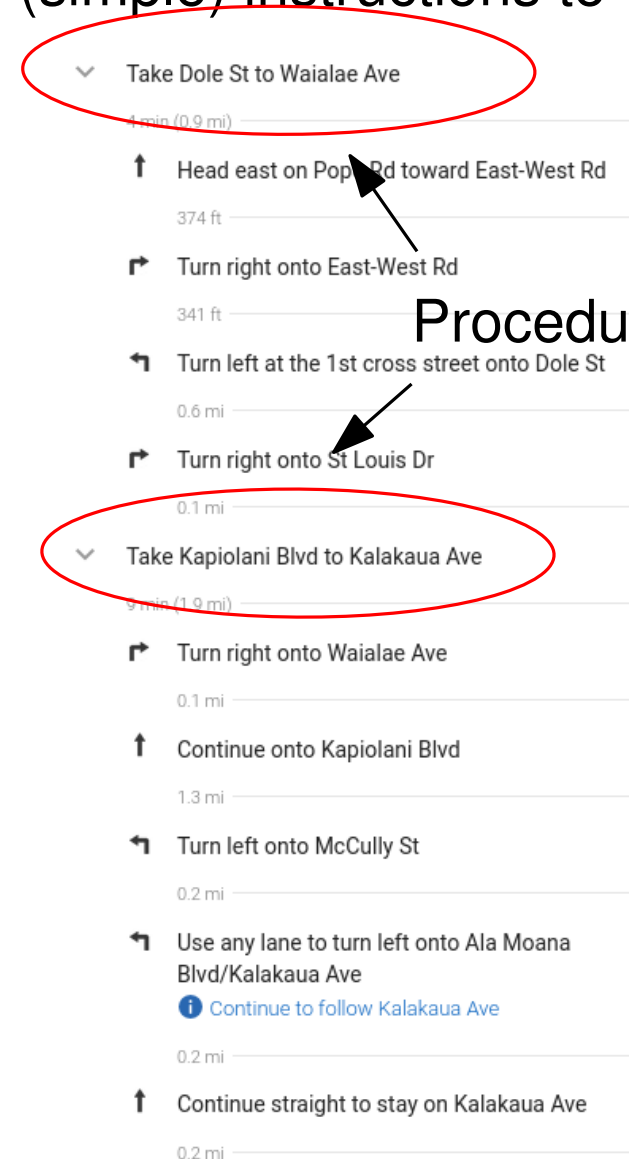 (simple) instructions to
Take Dole St to Waialae Ave
4 min (0.9 mi)
Head east on Pope Rd toward East-West Rd
374 ft
Turn right onto East-West Rd
341 ft
Procedu
Turn left at the 1st cross street onto Dole St
0.6 mi
Turn right onto St Louis Dr
0.1 mi
Take Kapiolani Blvd to Kalakaua Ave
9 min (1.9 mi)
Turn right onto Waialae Ave
0.1 mi
Continue onto Kapiolani Blvd
1.3 mi
Turn left onto McCully St
0.2 mi
Use any lane to turn left onto Ala Moana
Blvd/Kalakaua Ave
Continue to follow Kalakaua Ave
0.2 mi
Continue straight to stay on Kalakaua Ave
0.2 mi